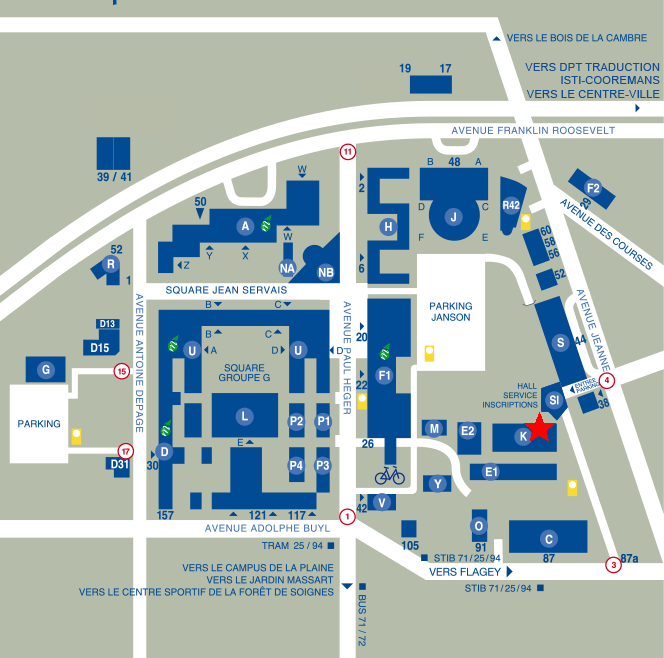 VERS LE BOIS DE LA CAMBRE
19
17
VERS DPT TRADUCTION
ISTI-COOREMANS
VERS LE CENTRE-VILLE
AVENUE FRANKLIN ROOSEVELT
39 / 41
11
B
48
A
2
W
F2
29
50
A
H
D
J
C
R42
AVENUE DES COURSES
W
Y
X
F
E
60
58
56
52
R
Z
NA
NB
6
52
1
SQUARE JEAN SERVAIS
AVENUE ANTOINE DEPAGE
AVENUE PAUL HEGER
PARKING
JANSON
AVENUE JEANNE
B
C
D13
D15
B
C
20
S
44
U
A
D
U
D
G
15
SQUARE
GROUPE G
F1
22
HALL
SERVICE
INSCRIPTIONS
ENTREE
PARKING
4
SI
38
PARKING
L
P2
P1
M
E2
K
E
26
17
D
D31
30
P4
P3
E1
Y
157
121
117
1
42
V
O
C
AVENUE ADOLPHE BUYL
105
91
87
87a
TRAM 25 / 94
STIB 71/25/94
VERS LE CAMPUS DE LA PLAINE
VERS LE JARDIN MASSART
VERS LE CENTRE SPORTIF DE LA FORÊT DE SOIGNES
VERS FLAGEY
3
STIB 71/25/94
BUS 71 / 72